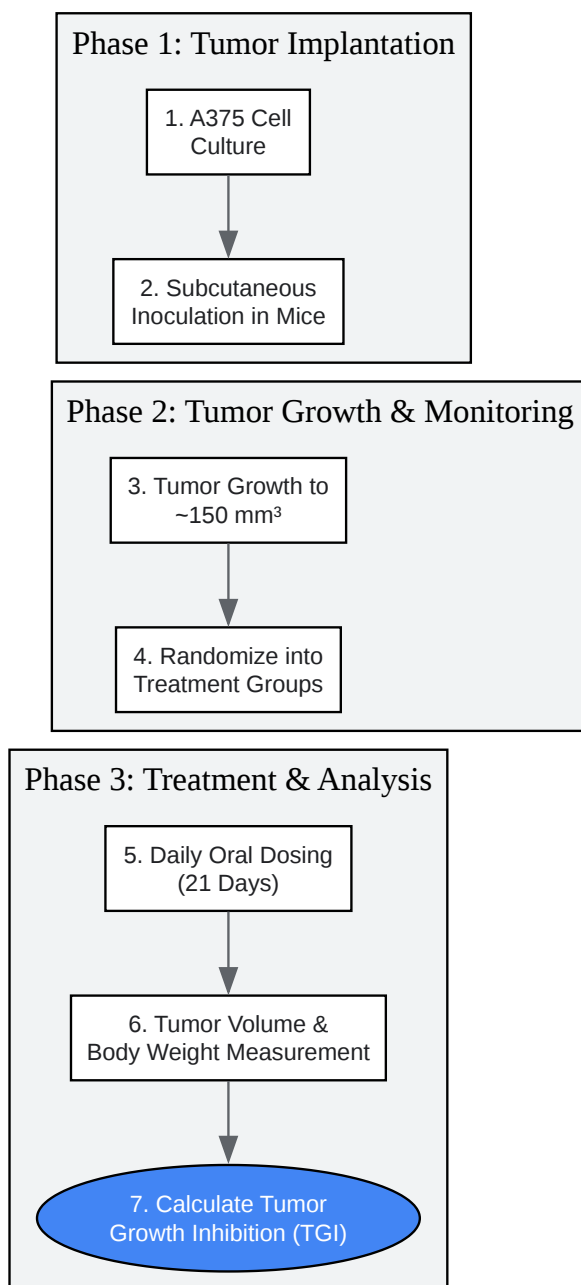 Phase 1: Tumor Implantation
1. A375 Cell
Culture
2. Subcutaneous
Inoculation in Mice
Phase 2: Tumor Growth & Monitoring
3. Tumor Growth to
~150 mm³
4. Randomize into
Treatment Groups
Phase 3: Treatment & Analysis
5. Daily Oral Dosing
(21 Days)
6. Tumor Volume &
Body Weight Measurement
7. Calculate Tumor
Growth Inhibition (TGI)